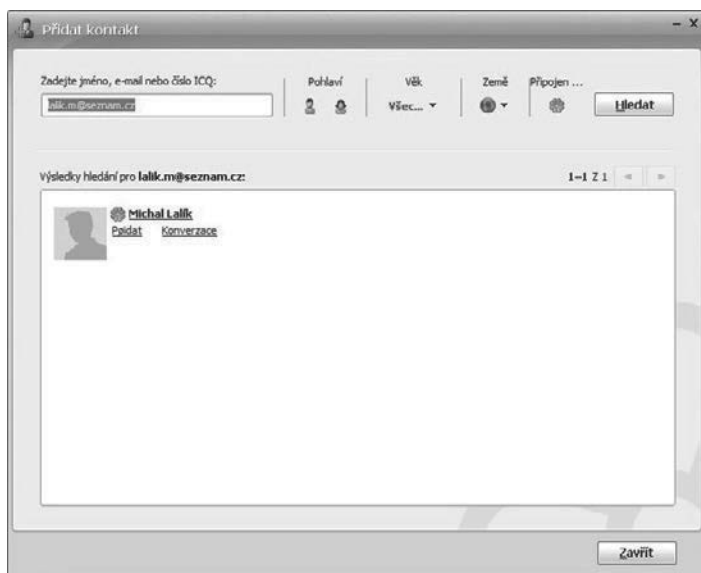 Přidat kontakt
Zadejte jméno, e-mail nebo číslo ICQ:
Pohlaví
Věk
Země
Připojen ...
lalik.m@seznam.cz
Všec...
Hledat
Výsledky hledání pro lalik.m@seznam.cz:
1-1 Z 1
Michal Lalík
Přidat
Konverzace
Zavřít